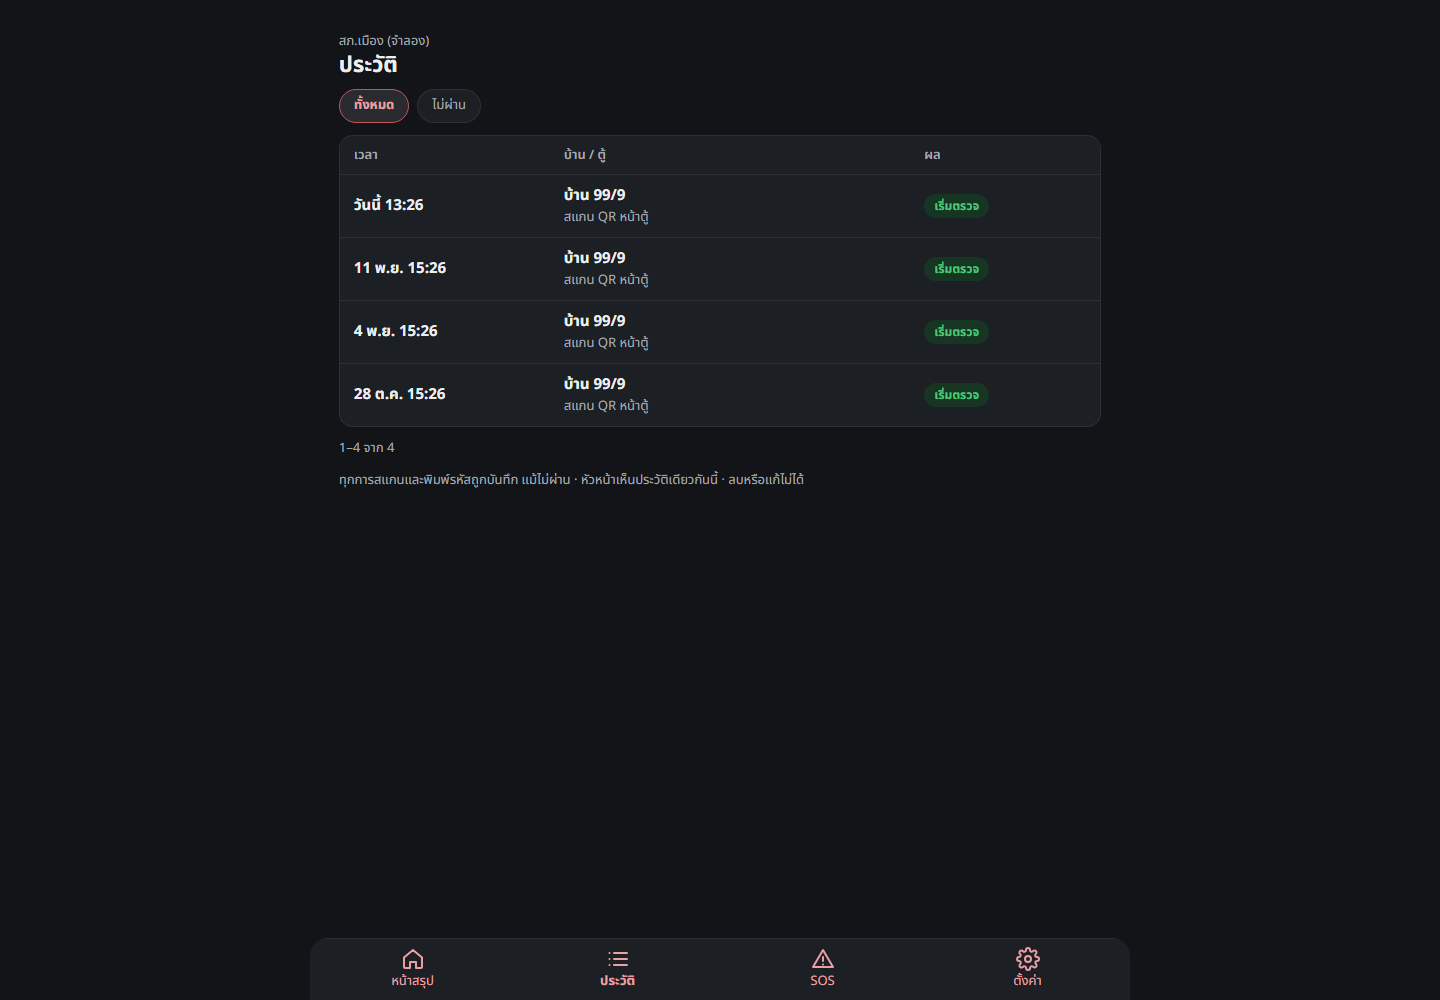 สภ.เมือง (จำลอง)
ประวัติ
ทั้งหมด ไม่ผ่าน
เวลา บ้าน / ตู้ ผล
วันนี้ 13:26 บ้าน 99/9 เริ่มตรวจ
สแกน QR หน้าตู้
11 พ.ย. 15:26 บ้าน 99/9 เริ่มตรวจ
สแกน QR หน้าตู้
4 พ.ย. 15:26 บ้าน 99/9 เริ่มตรวจ
สแกน QR หน้าตู้
28 ต.ค. 15:26 บ้าน 99/9 เริ่มตรวจ
สแกน QR หน้าตู้
1–4 จาก 4
ทุกการสแกนและพิมพ์รหัสถูกบันทึก แม้ไม่ผ่าน · หัวหน้าเห็นประวัติเดียวกันนี้ · ลบหรือแก้ไม่ได้
หน้าสรุป ประวัติ SOS ตั้งค่า